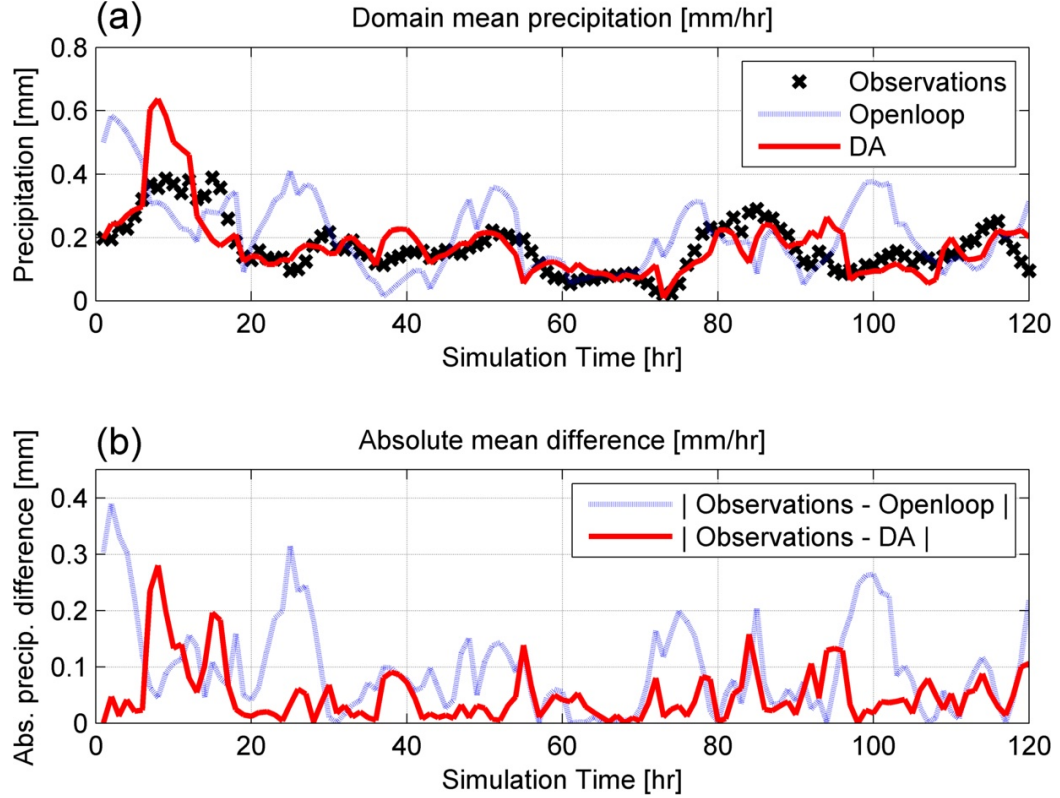 (a) Domain mean precipitation [mm/hr]
Precipitation [mm]
0.8
0.6
0.4
0.2
0
Observations
Openloop
DA
0 20 40 60 80 100 120
Simulation Time [hr]
(b) Absolute mean difference [mm/hr]
Abs. precip. difference [mm]
0.4
0.3
0.2
0.1
0
| Observations - Openloop |
| Observations - DA |
0 20 40 60 80 100 120
Simulation Time [hr]